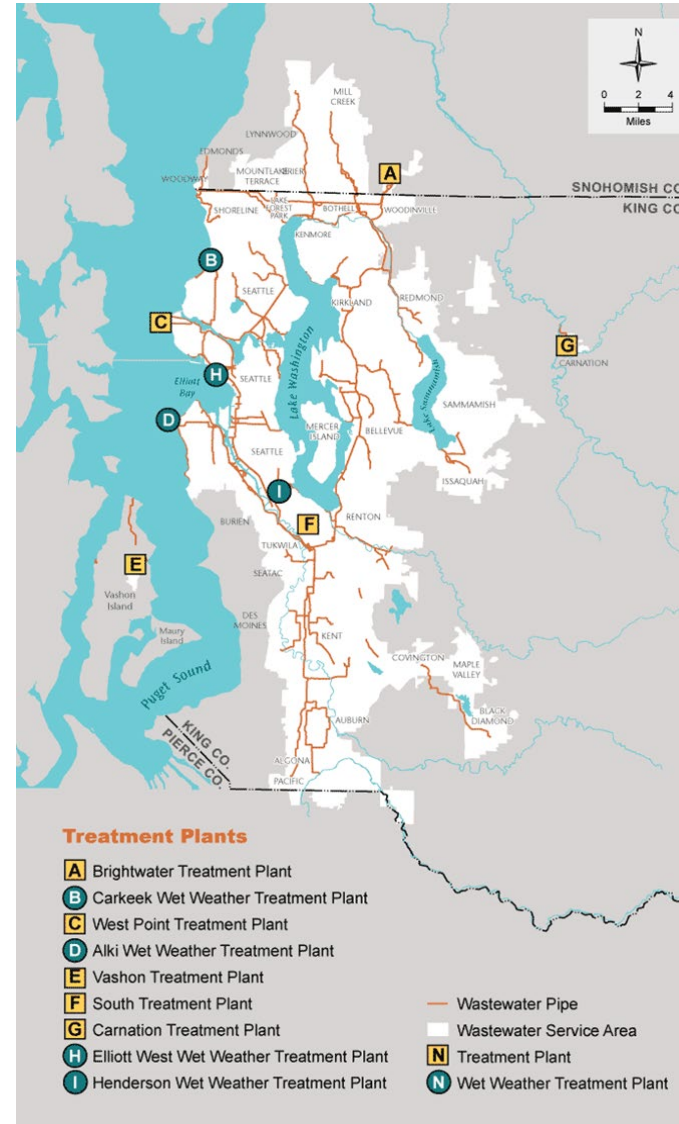 N
0 2 4
Miles
MILL
CREEK
LYNNWOOD
EDMONDS
WOODWAY
MOUNTLAKE
TERRACE
BRIER
A
SNOHOMISH CO.
KING CO.
SHORELINE
LAKE
FOREST
PARK
BOTHELL
WOODINVILLE
KENMORE
B
SEATTLE
KIRKLAND
REDMOND
C
G
CARNATION
Elliott
Bay
H
SEATTLE
Lake Washington
Lake Sammamish
SAMMAMISH
D
MERCER
ISLAND
BELLEVUE
SEATTLE
ISSAQUAH
I
F
RENTON
BURIEN
TUKWILA
SEATAC
E
Vashon
Island
Maury
Island
DES
MOINES
KENT
COVINGTON
MAPLE
VALLEY
Puget Sound
BLACK
DIAMOND
AUBURN
KING CO.
PIERCE CO.
ALGONA
PACIFIC
Treatment Plants
A Brightwater Treatment Plant
B Carkeek Wet Weather Treatment Plant
C West Point Treatment Plant
D Alki Wet Weather Treatment Plant
E Vashon Treatment Plant
F South Treatment Plant
G Carnation Treatment Plant
H Elliott West Wet Weather Treatment Plant
I Henderson Wet Weather Treatment Plant
Wastewater Pipe
Wastewater Service Area
N Treatment Plant
N Wet Weather Treatment Plant